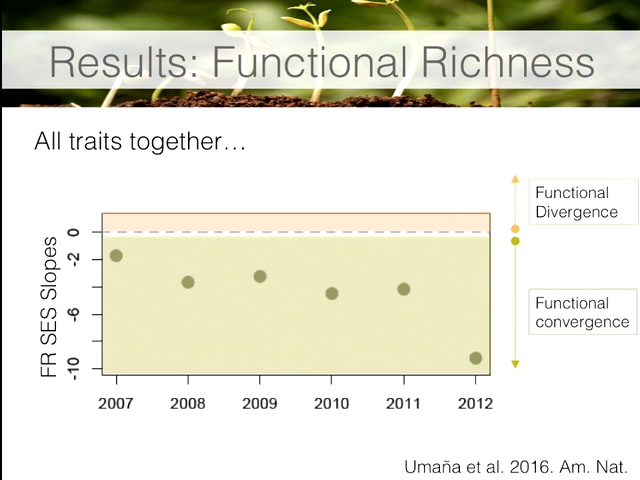 Results: Functional Richness
All traits together…
Functional
Divergence
Functional
convergence
FR SES Slopes
0
-2
-6
-10
2007 2008 2009 2010 2011 2012
Umaña et al. 2016. Am. Nat.